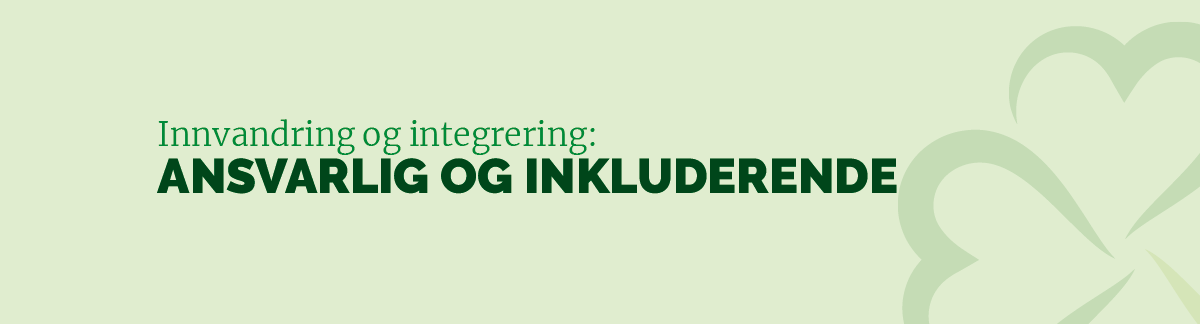 Innvandring og integrering:
ANSVARLIG OG INKLUDERENDE